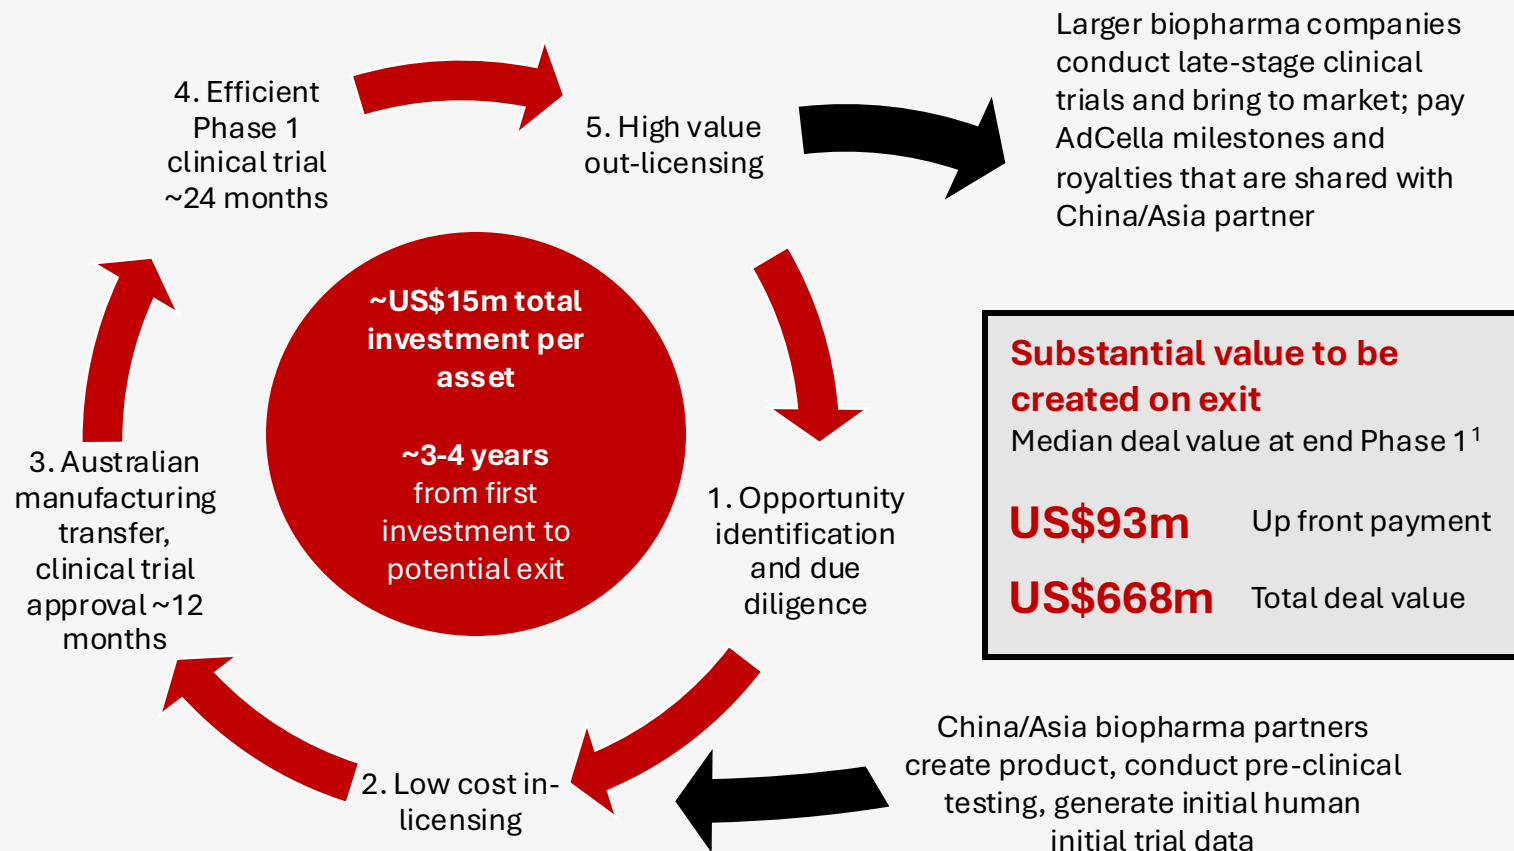 4. Efficient
Phase 1
clinical trial
~24 months
5. High value
out-licensing
Larger biopharma companies
conduct late-stage clinical
trials and bring to market; pay
AdCella milestones and
royalties that are shared with
China/Asia partner
~US$15m total
investment per
asset
~3-4 years
from first
investment to
potential exit
Substantial value to be
created on exit
Median deal value at end Phase 1¹
US$93m Up front payment
US$668m Total deal value
3. Australian
manufacturing
transfer,
clinical trial
approval ~12
months
1. Opportunity
identification
and due
diligence
2. Low cost in-
licensing
China/Asia biopharma partners
create product, conduct pre-clinical
testing, generate initial human
initial trial data